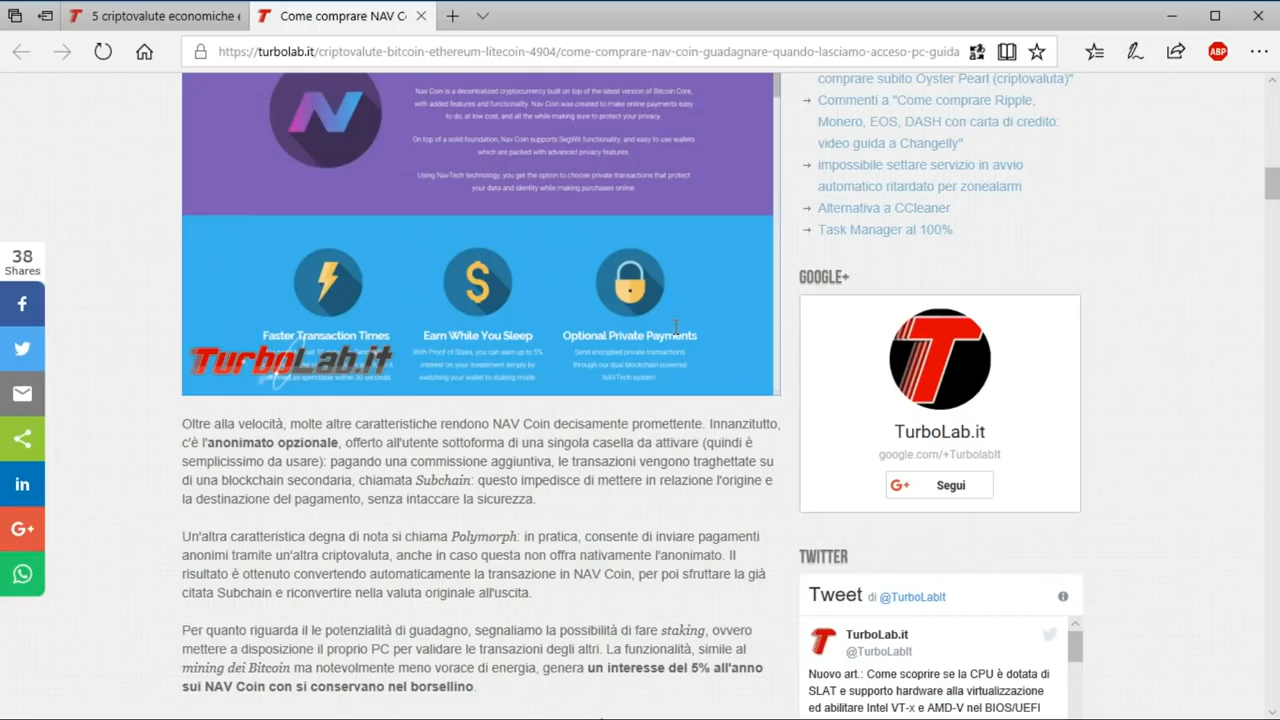 5 criptovalute economiche e
Come comprare NAV Co
https://turbolab.it/criptovalute-bitcoin-ethereum-litecoin-4904/come-comprare-nav-coin-guadagnare-quando-lasciamo-acceso-pc-guida
ABP
38
Shares
Nav Coin is a decentralized cryptocurrency built on top of the latest version of Bitcoin Core,
with added features and functionality. Nav Coin was created to make online payments easy
to do, at low cost, and all the while making sure to protect your privacy.
On top of a solid foundation, Nav Coin supports SegWit functionality, and easy to use wallets
which are packed with advanced privacy features.
Using NavTech technology, you get the option to choose private transactions that protect
your data and identity while making purchases online
Faster Transaction Times
within 30 seconds
Earn While You Sleep
With Proof of Stake, you can earn up to 5%
interest on your investment simply by
switching your wallet to staking mode
Optional Private Payments
Send encrypted private transactions
through our dual blockchain powered
NAVTech system
TurboLab.it
Oltre alla velocità, molte altre caratteristiche rendono NAV Coin decisamente promettente. Innanzitutto,
c'è l'anonimato opzionale, offerto all'utente sottoforma di una singola casella da attivare (quindi è
semplicissimo da usare): pagando una commissione aggiuntiva, le transazioni vengono traghettate su
di una blockchain secondaria, chiamata Subchain: questo impedisce di mettere in relazione l'origine e
la destinazione del pagamento, senza intaccare la sicurezza.
Un'altra caratteristica degna di nota si chiama Polymorph: in pratica, consente di inviare pagamenti
anonimi tramite un'altra criptovaluta, anche in caso questa non offra nativamente l'anonimato. Il
risultato è ottenuto convertendo automaticamente la transazione in NAV Coin, per poi sfruttare la già
citata Subchain e riconvertire nella valuta originale all'uscita.
Per quanto riguarda il le potenzialità di guadagno, segnaliamo la possibilità di fare staking, ovvero
mettere a disposizione il proprio PC per validare le transazioni degli altri. La funzionalità, simile al
mining dei Bitcoin ma notevolmente meno vorace di energia, genera un interesse del 5% all'anno
sui NAV Coin con si conservano nel borsellino.
comprare subito Oyster Pearl (criptovaluta)"
Commenti a "Come comprare Ripple,
Monero, EOS, DASH con carta di credito:
video guida a Changelly"
impossibile settare servizio in avvio
automatico ritardato per zonealarm
Alternativa a CCleaner
Task Manager al 100%
GOOGLE+
TurboLab.it
google.com/+TurbolabIt
G+ Segui
TWITTER
Tweet di @TurboLabIt
TurboLab.it
@TurboLabIt
Nuovo art.: Come scoprire se la CPU è dotata di
SLAT e supporto hardware alla virtualizzazione
ed abilitare Intel VT-x e AMD-V nel BIOS/UEFI